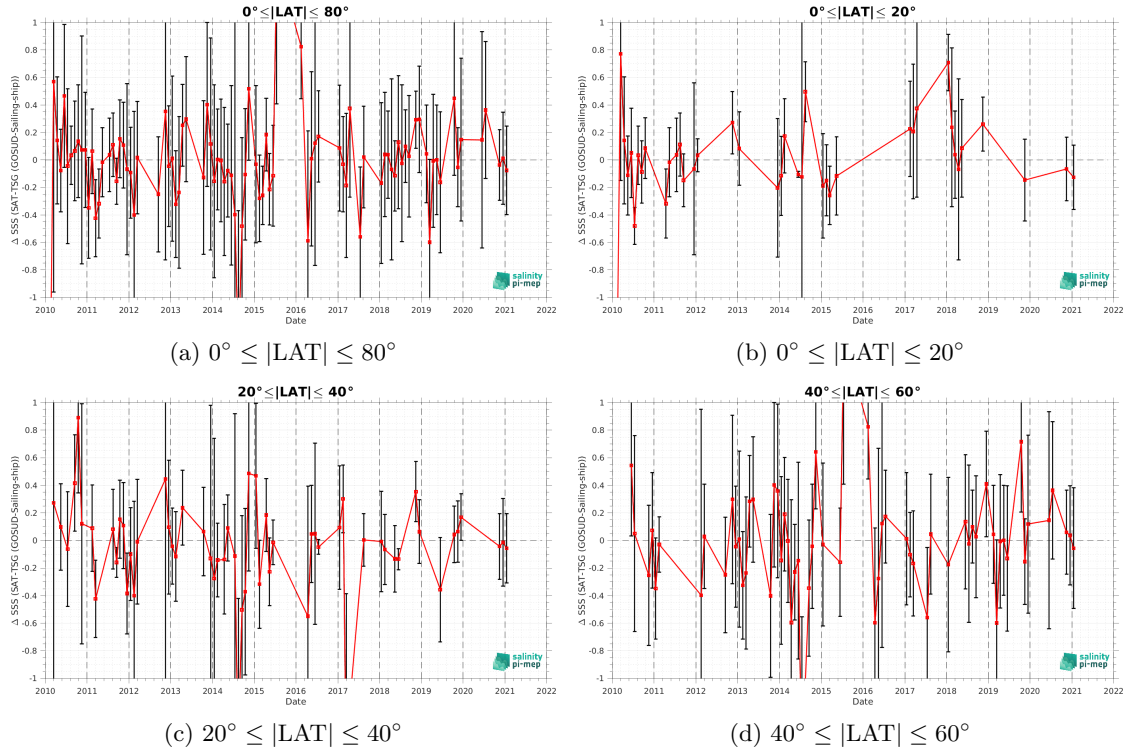 0°≤|LAT|≤ 80°
Δ SSS (SAT-TSG (GOSUD-Sailing-ship))
1
0.8
0.6
0.4
0.2
0
-0.2
-0.4
-0.6
-0.8
-1
salinity
pi-mep
2010 2011 2012 2013 2014 2015 2016 2017 2018 2019 2020 2021 2022
Date
(a) 0° ≤ |LAT| ≤ 80°
0°≤|LAT|≤ 20°
Δ SSS (SAT-TSG (GOSUD-Sailing-ship))
1
0.8
0.6
0.4
0.2
0
-0.2
-0.4
-0.6
-0.8
-1
salinity
pi-mep
2010 2011 2012 2013 2014 2015 2016 2017 2018 2019 2020 2021 2022
Date
(b) 0° ≤ |LAT| ≤ 20°
20°≤|LAT|≤ 40°
Δ SSS (SAT-TSG (GOSUD-Sailing-ship))
1
0.8
0.6
0.4
0.2
0
-0.2
-0.4
-0.6
-0.8
-1
salinity
pi-mep
2010 2011 2012 2013 2014 2015 2016 2017 2018 2019 2020 2021 2022
Date
(c) 20° ≤ |LAT| ≤ 40°
40°≤|LAT|≤ 60°
Δ SSS (SAT-TSG (GOSUD-Sailing-ship))
1
0.8
0.6
0.4
0.2
0
-0.2
-0.4
-0.6
-0.8
-1
salinity
pi-mep
2010 2011 2012 2013 2014 2015 2016 2017 2018 2019 2020 2021 2022
Date
(d) 40° ≤ |LAT| ≤ 60°